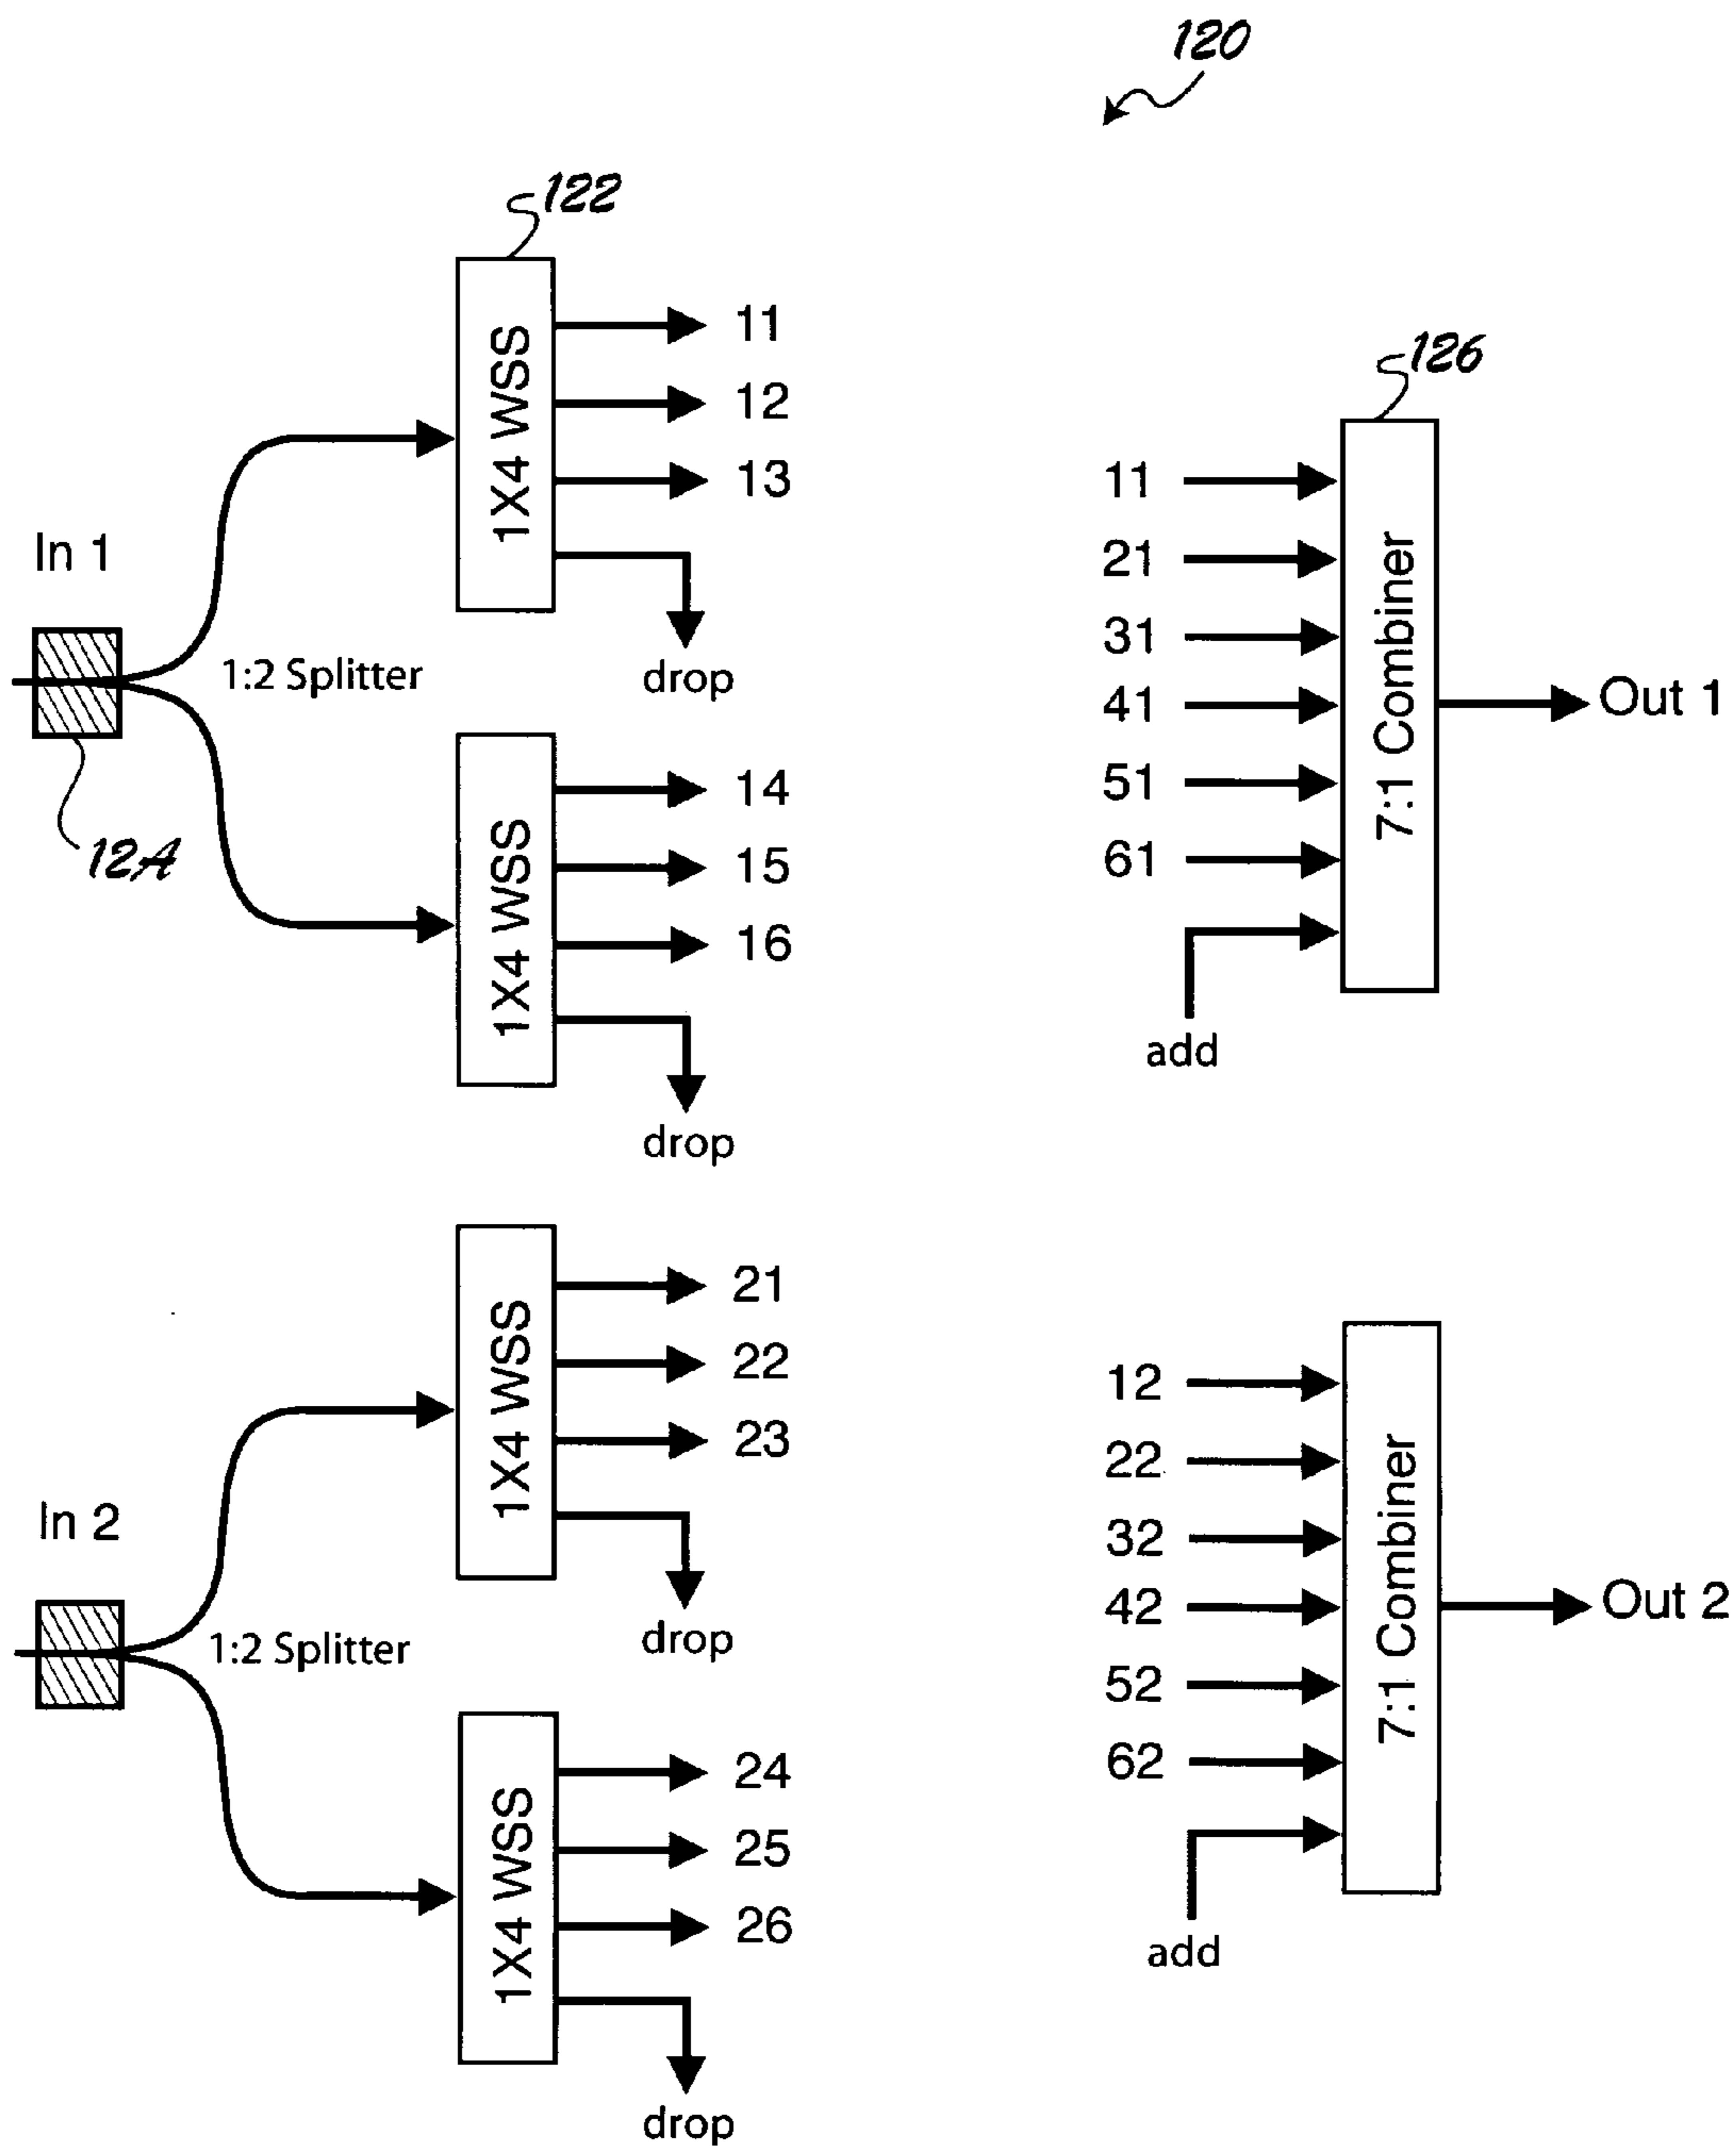 120
122
1X4 WSS
11
12
13
drop
In 1
1:2 Splitter
12A
1X4 WSS
14
15
16
drop
126
11
21
31
41
51
61
add
7:1 Combiner
Out 1
1X4 WSS
21
22
23
drop
In 2
1:2 Splitter
1X4 WSS
24
25
26
drop
12
22
32
42
52
62
add
7:1 Combiner
Out 2